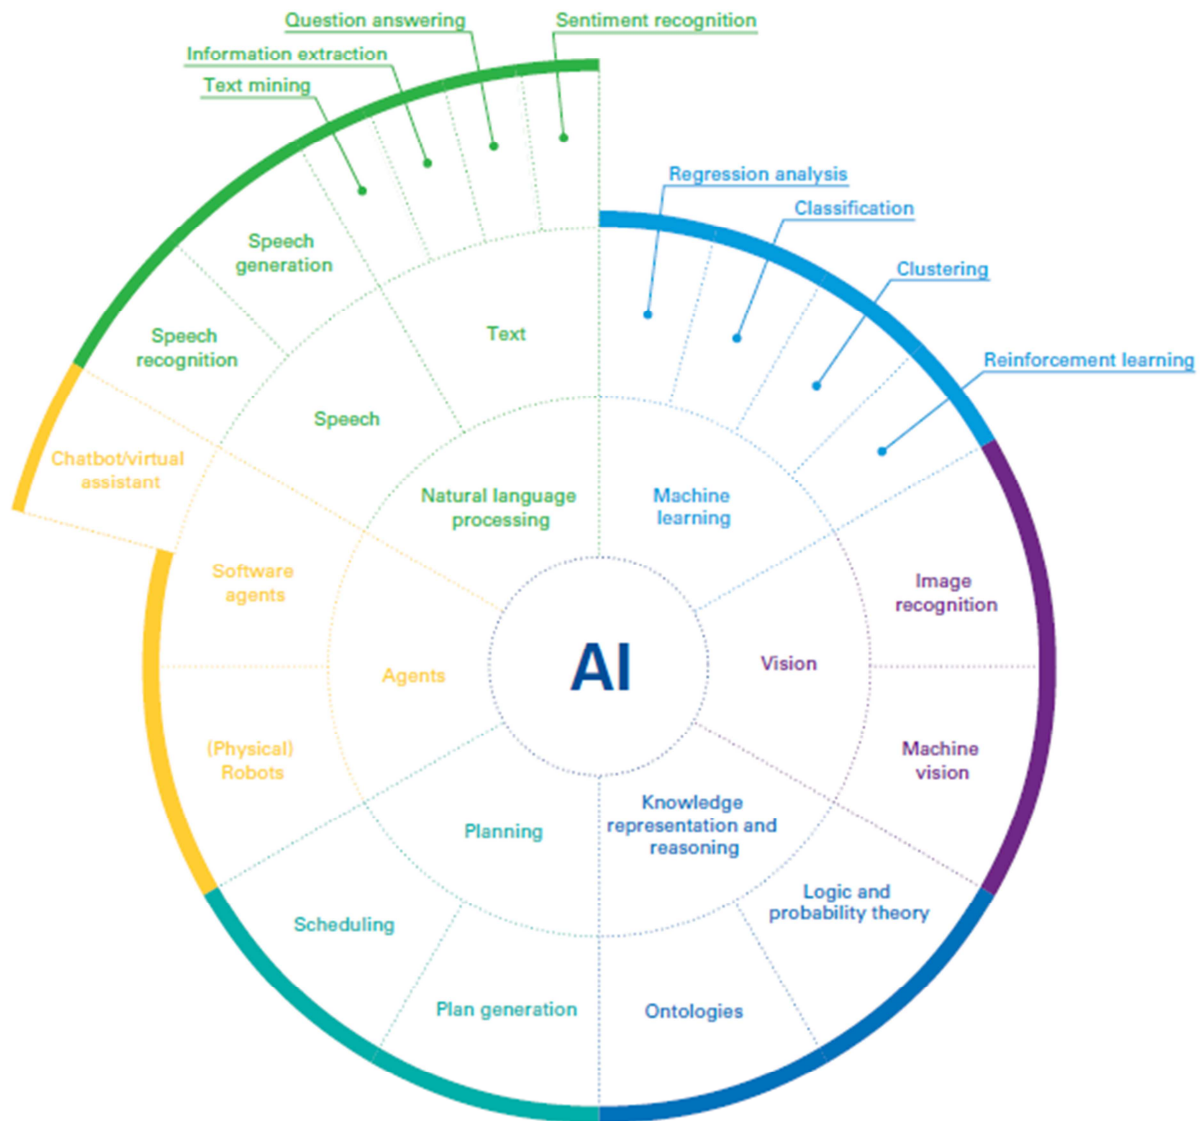 Question answering
Sentiment recognition
Information extraction
Text mining
Regression analysis
Classification
Speech
generation
Clustering
Text
Speech
recognition
Reinforcement learning
Speech
Chatbot/virtual
assistant
Natural language
processing
Machine
learning
Software
agents
Image
recognition
AI
Vision
Agents
(Physical)
Robots
Machine
vision
Planning
Knowledge
representation and
reasoning
Logic and
probability theory
Scheduling
Plan generation
Ontologies